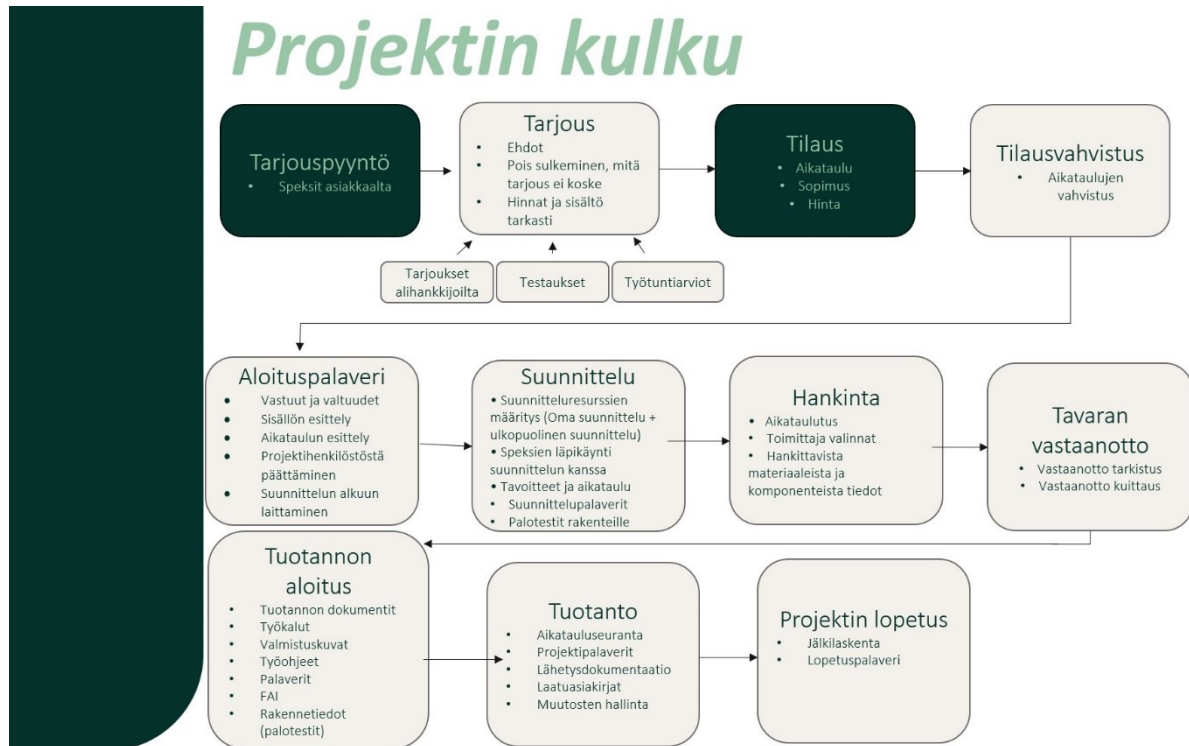 Projektin kulku
Tarjouspyyntö
• Speksit asiakkaalta
Tarjous
• Ehdot
• Pois sulkeminen, mitä
tarjous ei koske
• Hinnat ja sisältö
tarkasti
Tilaus
• Aikataulu
• Sopimus
• Hinta
Tilausvahvistus
• Aikataulujen
vahvistus
Tarjoukset
alihankkijoilta
Testaukset
Työtuntiarviot
Aloituspalaveri
• Vastuut ja valtuudet
• Sisällön esittely
• Aikataulun esittely
• Projektihenkilöstöstä
päättäminen
• Suunnittelun alkuun
laittaminen
Suunnittelu
• Suunnitteluresurssien
määritys (Oma suunnittelu +
ulkopuolinen suunnittelu)
• Speksien läpikäynti
suunnittelun kanssa
• Tavoitteet ja aikataulu
• Suunnittelupalaverit
• Palotestit rakenteille
Hankinta
• Aikataulutus
• Toimittaja valinnat
• Hankittavista
materiaaleista ja
komponenteista tiedot
Tavaran
vastaanotto
• Vastaanotto tarkistus
• Vastaanotto kuittaus
Tuotannon
aloitus
• Tuotannon dokumentit
• Työkalut
• Valmistuskuvat
• Työohjeet
• Palaverit
• FAI
• Rakennetiedot
(palotestit)
Tuotanto
• Aikatauluseuranta
• Projektipalaverit
• Lähetysdokumentaatio
• Laatuasiakirjat
• Muutosten hallinta
Projektin lopetus
• Jälkilaskenta
• Lopetuspalaveri